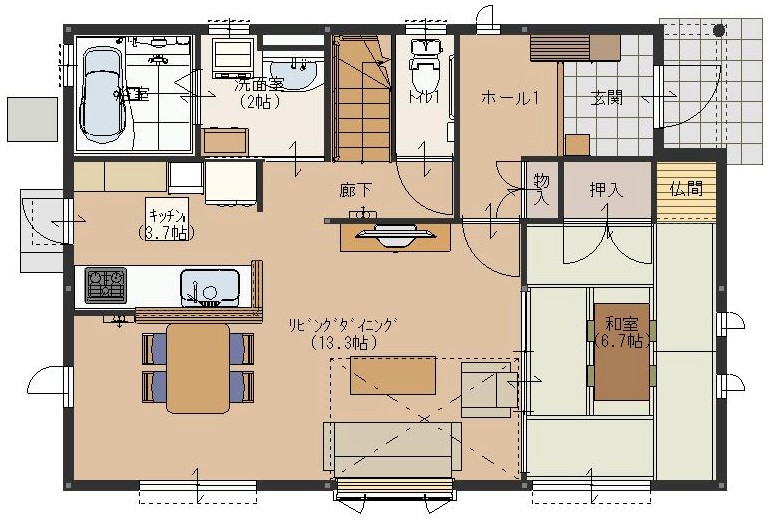 浴室
洗面室
(2帖)
ﾄｲﾚ1
ホール1
玄関
廊下
物入
押入
仏間
ｷｯﾁﾝ
(3.7帖)
ﾘﾋﾞﾝｸﾞﾀﾞｲﾆﾝｸﾞ
(13.3帖)
和室
(6.7帖)